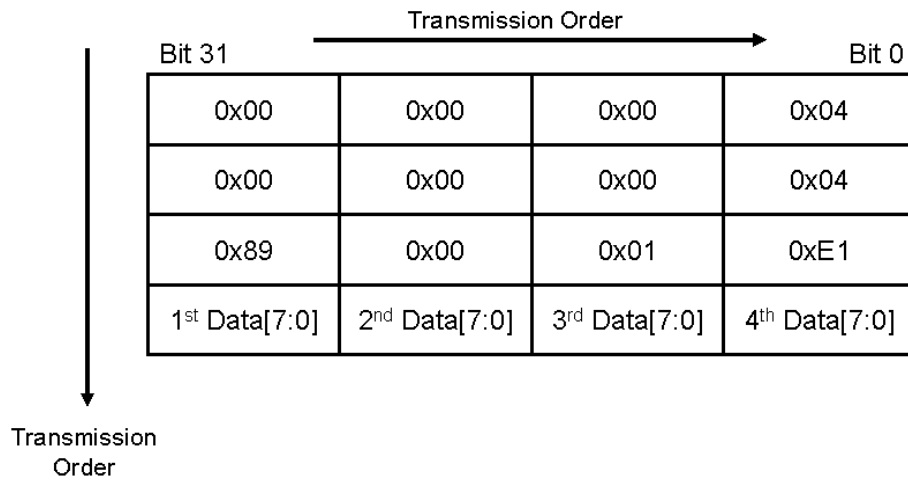 Transmission Order
Bit 31 Bit 0
0x00 0x00 0x00 0x04
0x00 0x00 0x00 0x04
0x89 0x00 0x01 0xE1
1st Data[7:0] 2nd Data[7:0] 3rd Data[7:0] 4th Data[7:0]
Transmission
Order